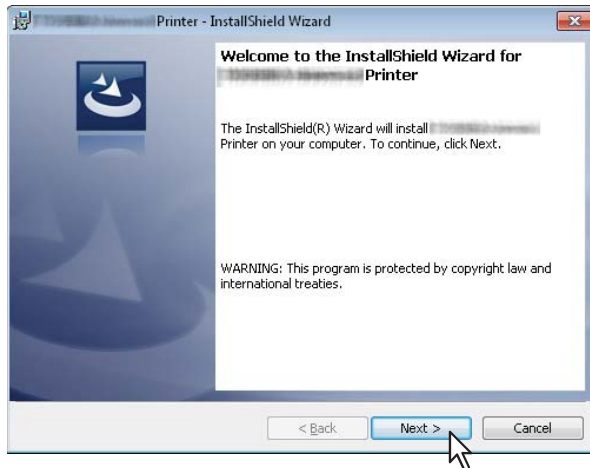 Printer - InstallShield Wizard
Welcome to the InstallShield Wizard for
Printer
The InstallShield(R) Wizard will install
Printer on your computer. To continue, click Next.
WARNING: This program is protected by copyright law and
international treaties.
< Back
Next >
Cancel